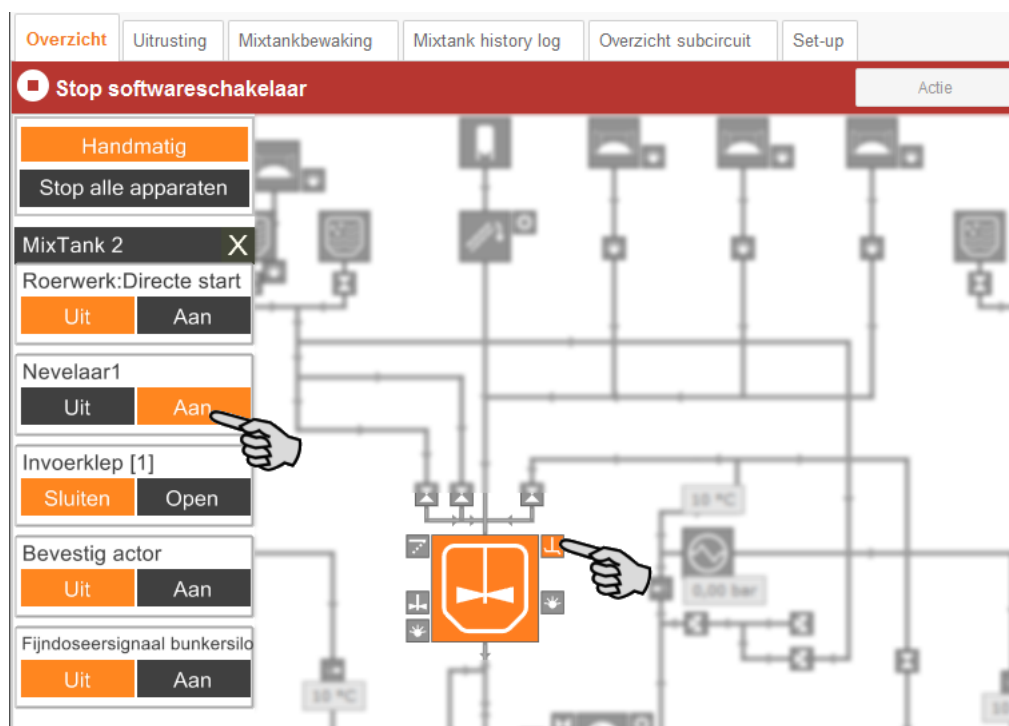 Overzicht Uitrusting Mixtankbewaking Mixtank history log Overzicht subcircuit Set-up
Stop softwareschakelaar Actie
Handmatig
Stop alle apparaten
MixTank 2 X
Roerwerk:Directe start
Uit Aan
Nevelaar1
Uit Aan
Invoerklep [1]
Sluiten Open
10 °C
Bevestig actor
Uit Aan
0,00 bar
Fijndoseersignaal bunkersilo
Uit Aan
10 °C
10